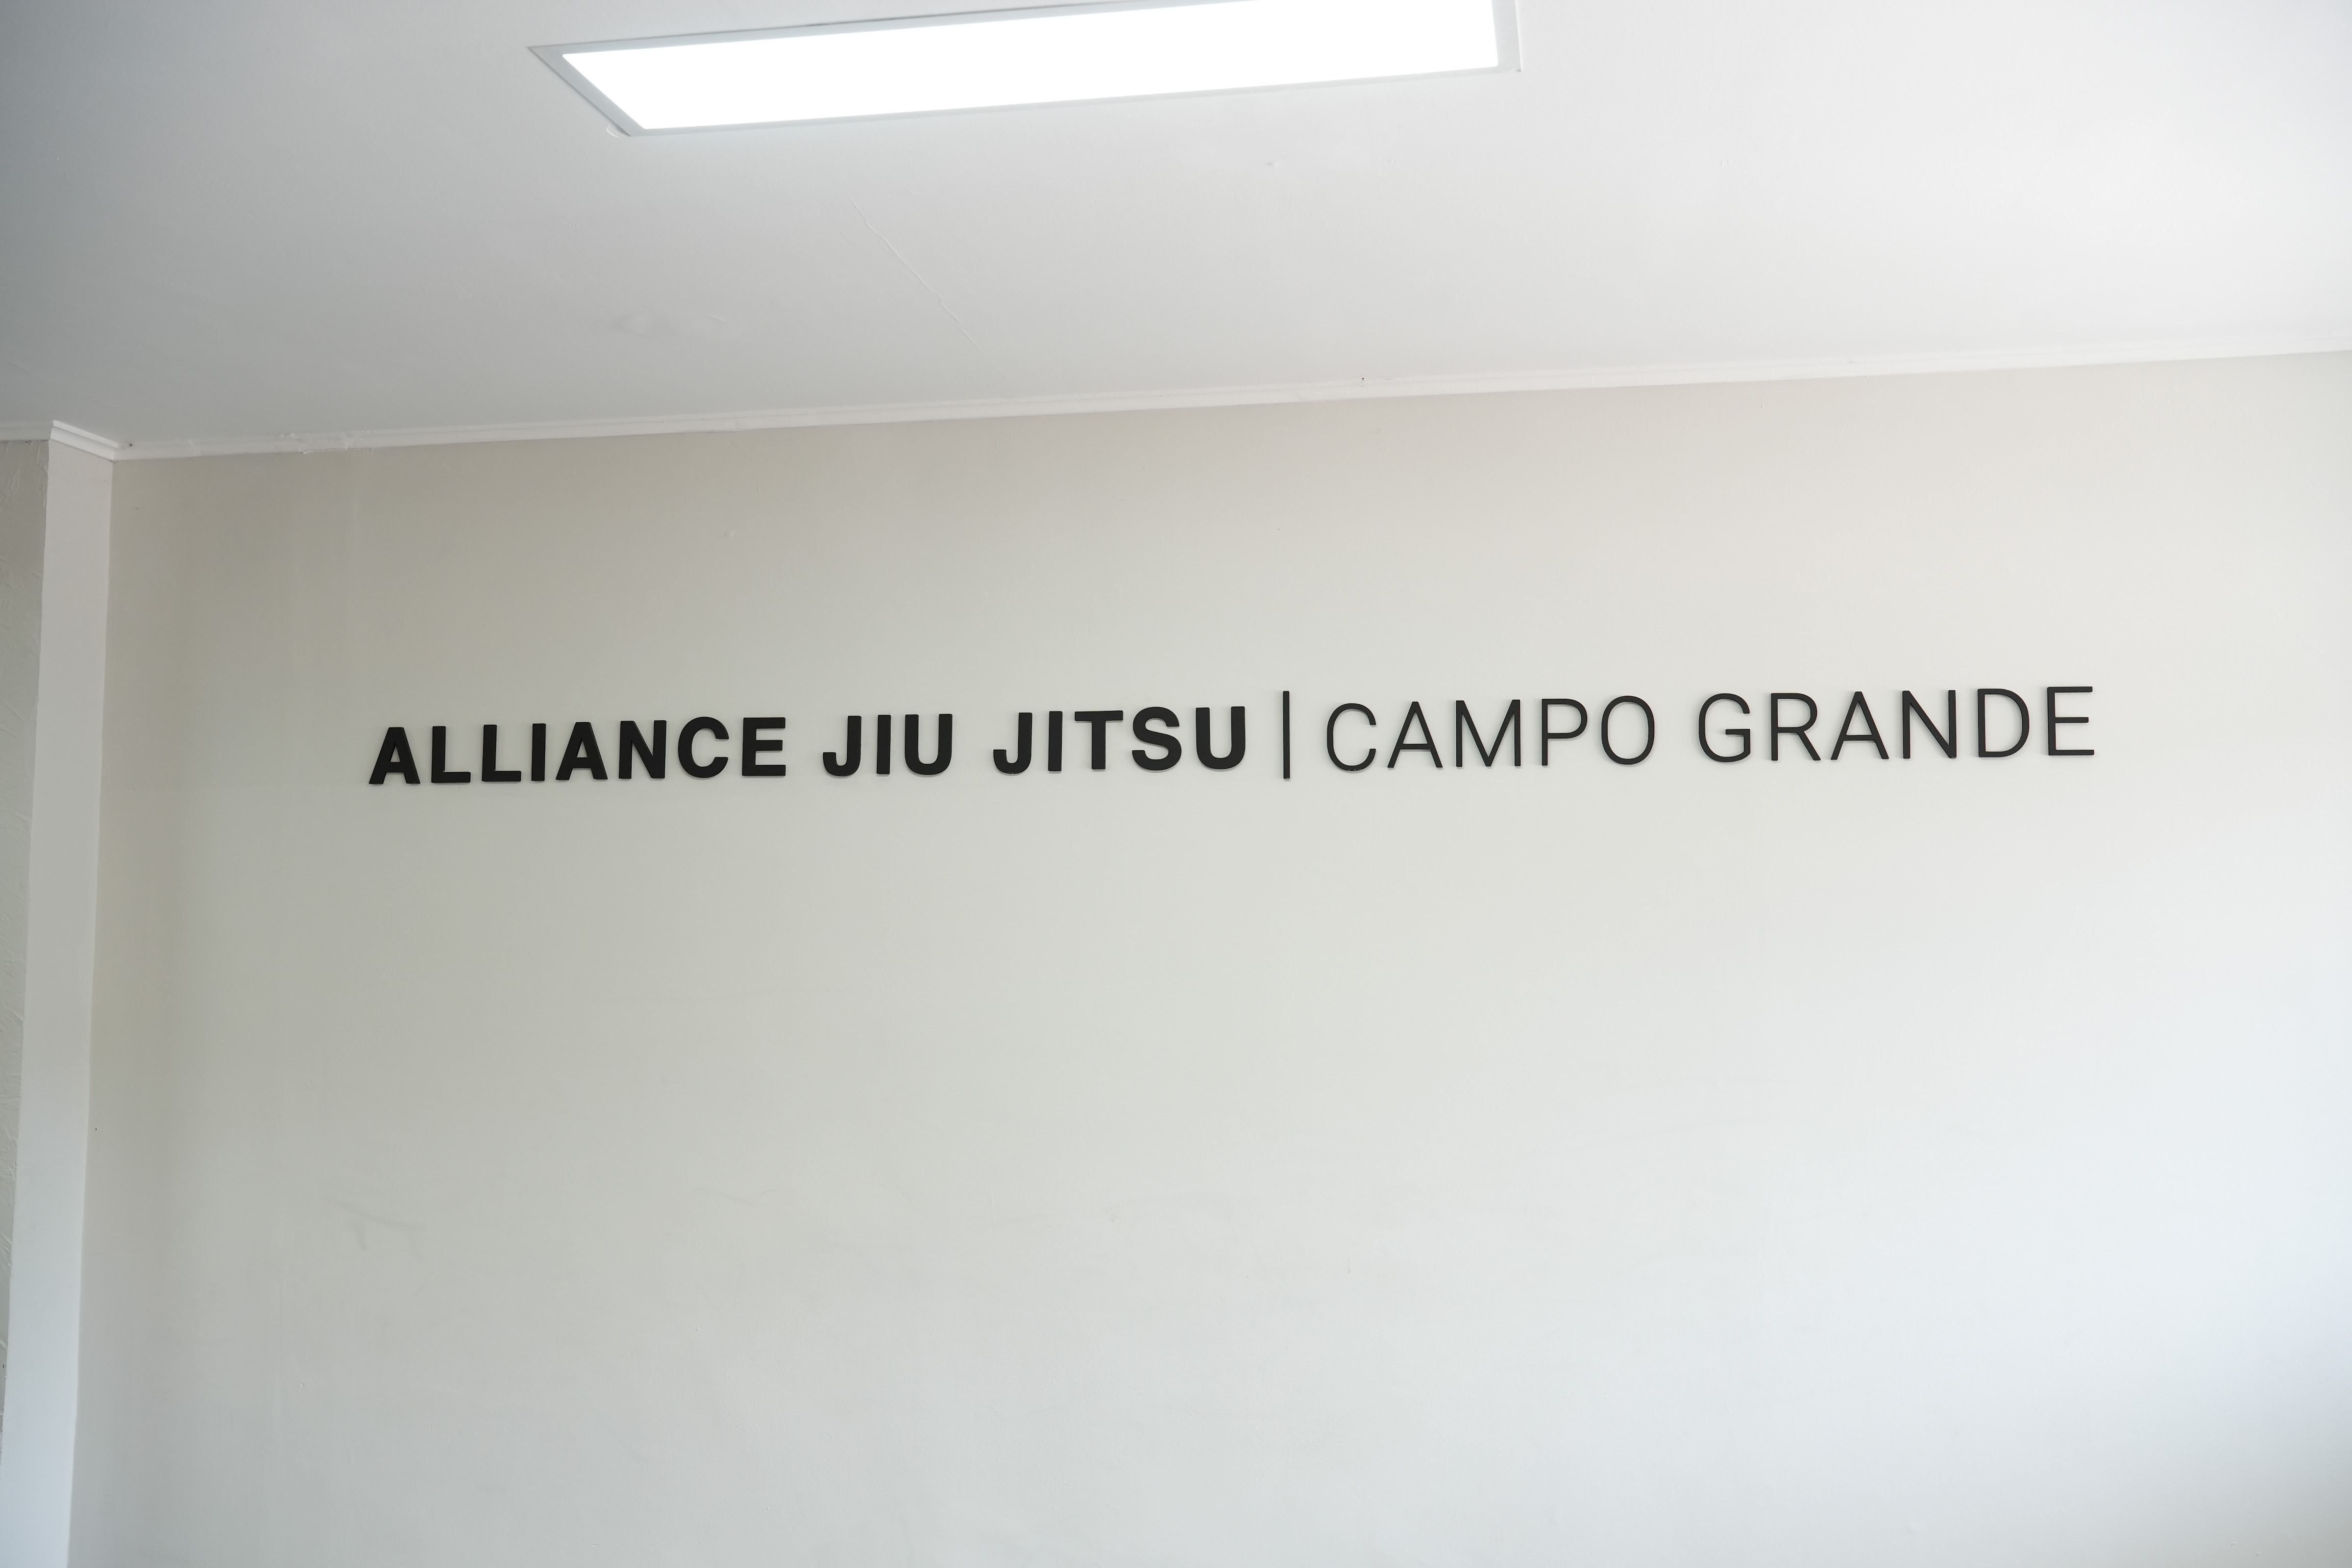 ALLIANCE JIU JITSU | CAMPO GRANDE